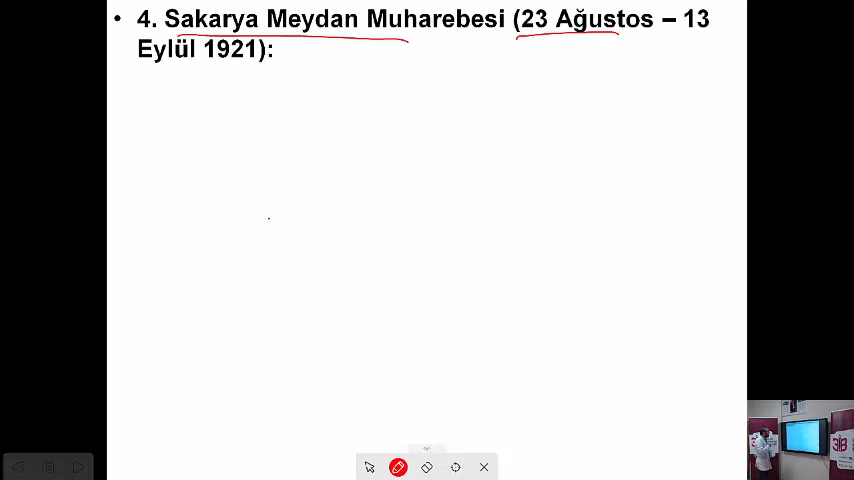 • 4. Sakarya Meydan Muharebesi (23 Ağustos – 13
Eylül 1921):